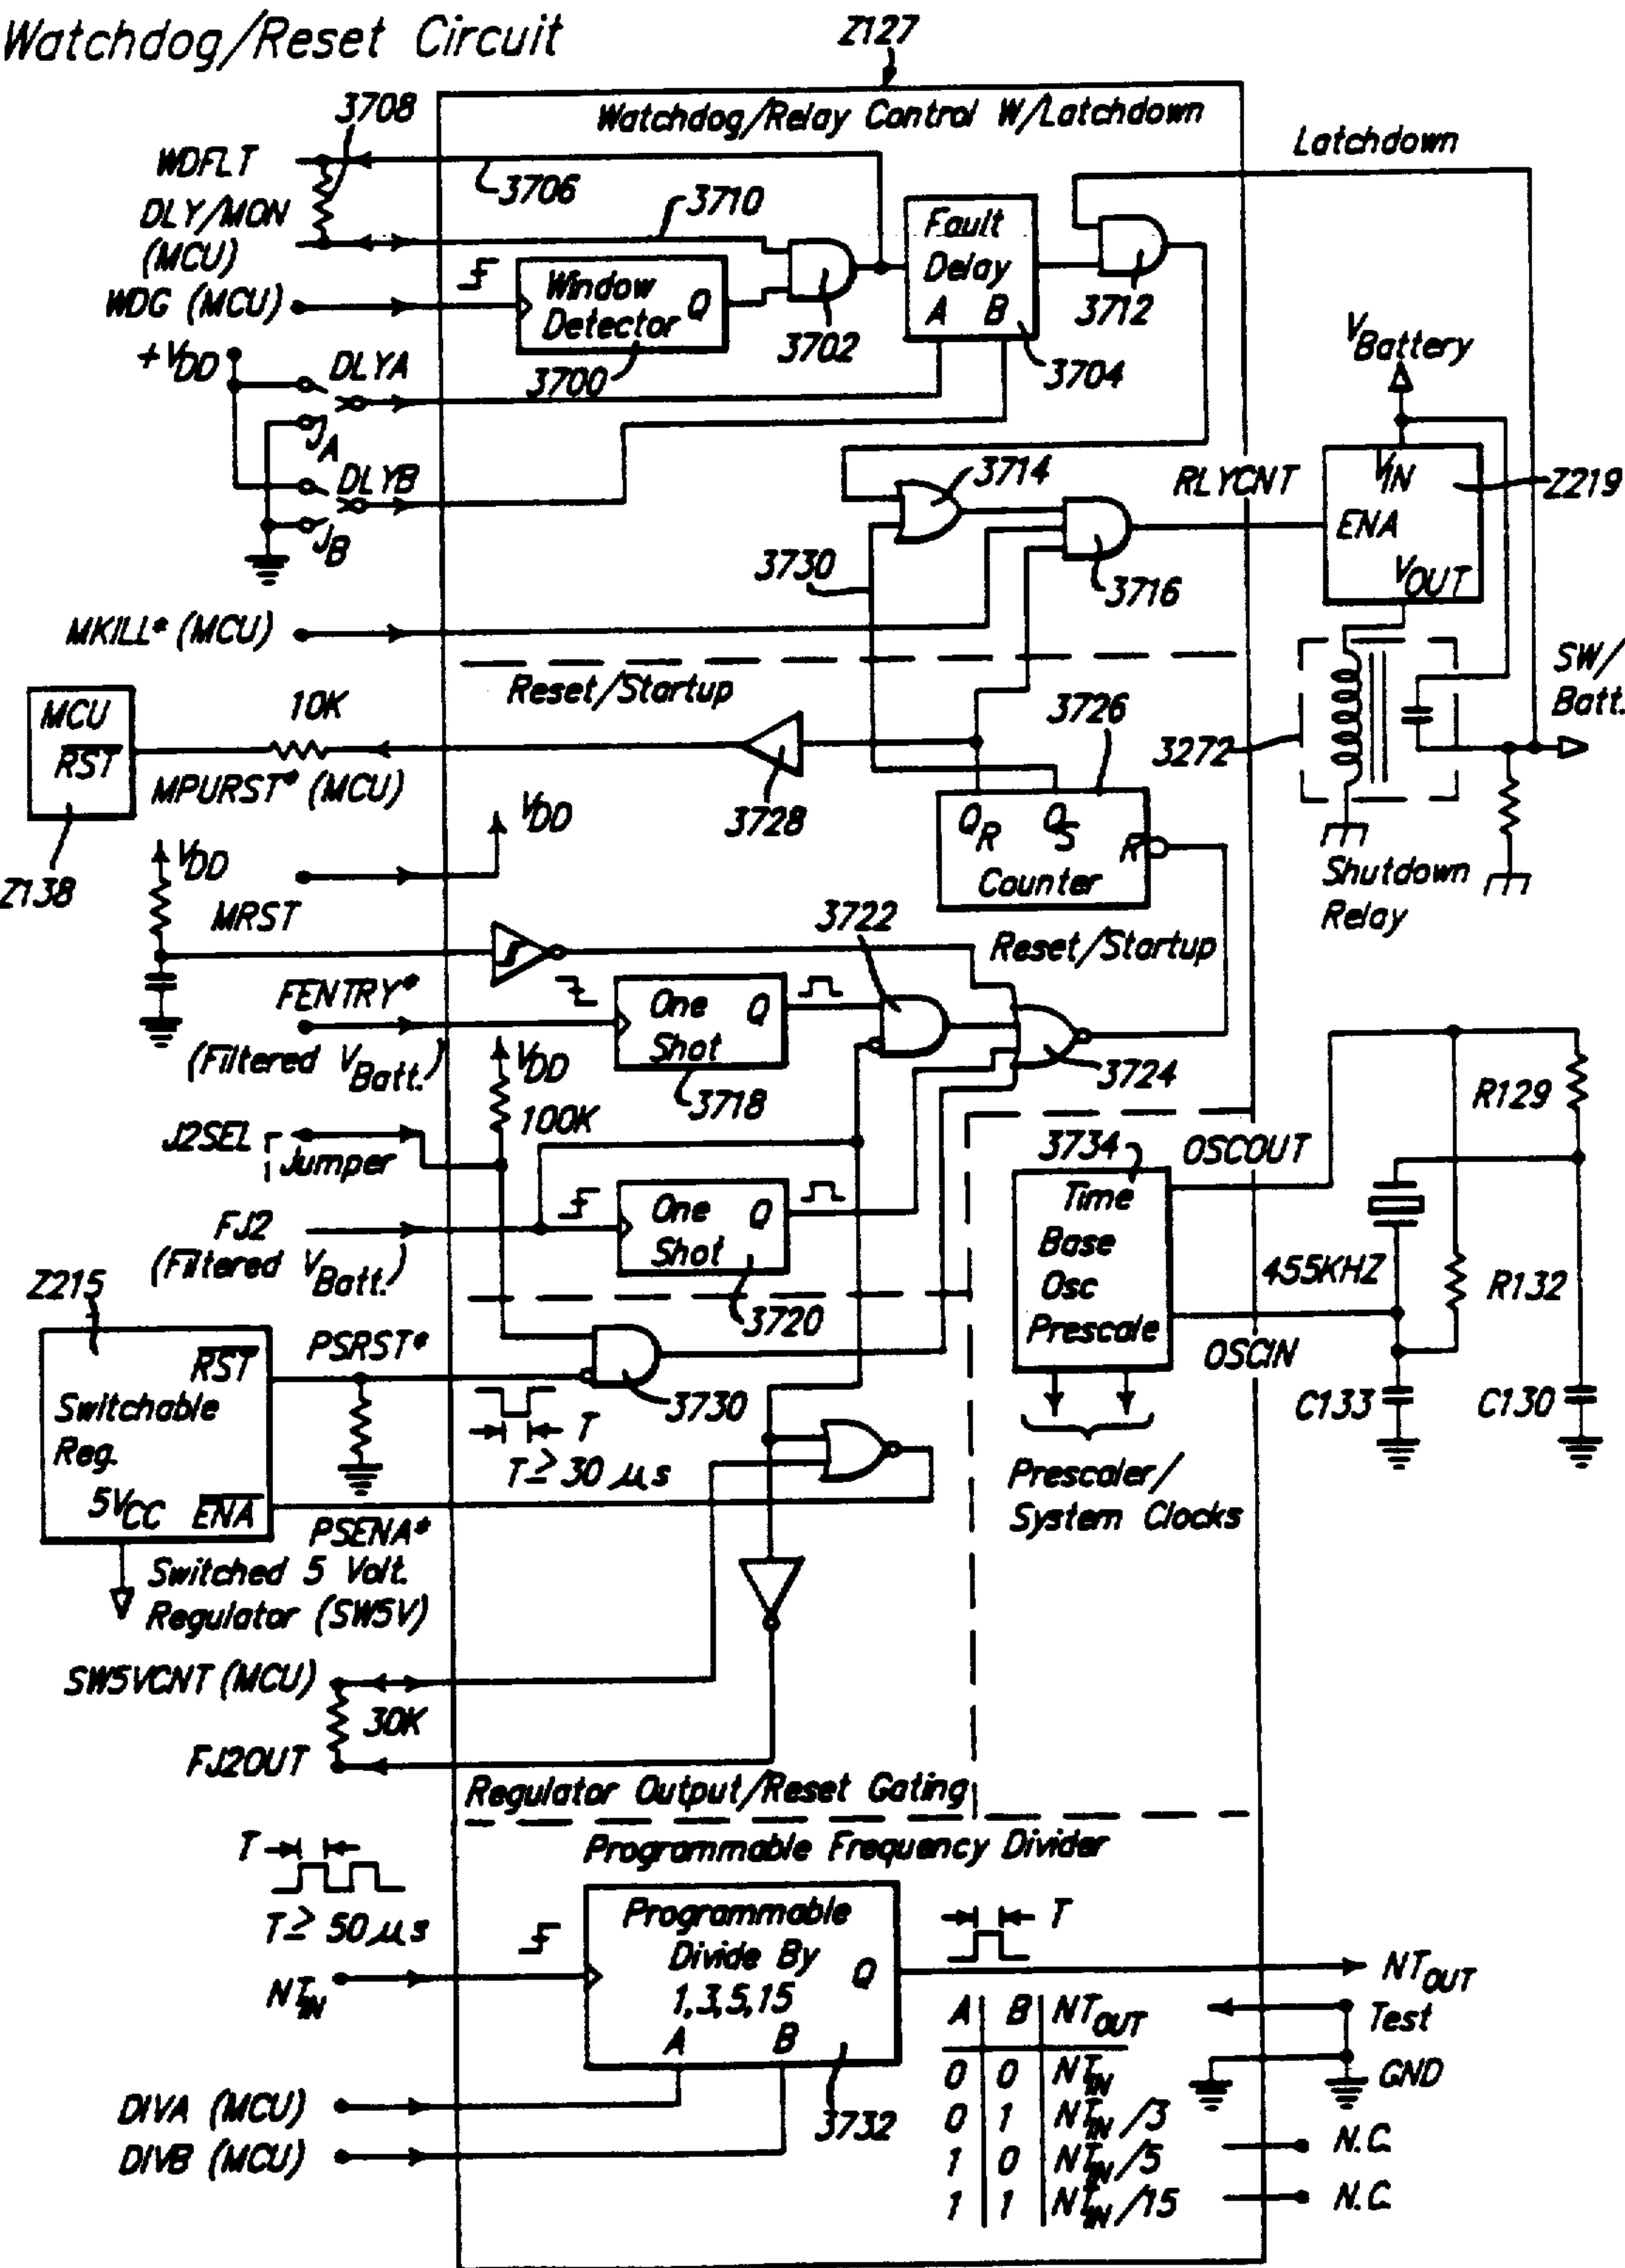 Watchdog/Reset Circuit
Z127
Watchdog/Relay Control W/Latchdown
3708
Latchdown
WDFLT
3706
DLY/MON
(MCU)
3710
Fault
Delay
A B
Window
Detector Q
WDG (MCU)
3702
3712
3700
3704
+VDD
DLYA
JA
DLYB
JB
VBattery
3714
RLYCNT
VIN
Z219
ENA
VOUT
3730
3716
MKILL* (MCU)
Reset/Startup
SW/
Batt.
MCU
RST
10K
3726
3272
MPURST* (MCU)
3728
QR QS
R
Counter
VDD
VDD
Z138
MRST
Shutdown
Relay
3722
Reset/Startup
FENTRY*
(Filtered VBatt.)
One
Shot
Q
3718
3724
VDD
100K
R129
J2SEL
Jumper
3734
OSCOUT
Time
Base
Osc
Prescale
FJ2
(Filtered VBatt.)
One
Shot
Q
455KHZ
R132
Z215
3720
OSCIN
PSRST*
RST
Switchable
Reg.
5VCC ENA
3730
T
T≥30µs
C133
C130
Prescaler/
System Clocks
PSENA*
Switched 5 Volt.
Regulator (SW5V)
SW5VCNT (MCU)
30K
FJ2OUT
Regulator Output/Reset Gating
Programmable Frequency Divider
T
T≥50µs
Programmable
Divide By
1,3,5,15
Q
A B
T
NTIN
NTOUT
Test
GND
A B NTOUT
0 0 NTIN
0 1 NTIN/3
1 0 NTIN/5
1 1 NTIN/15
DIVA (MCU)
3732
DIVB (MCU)
N.C.
N.C.